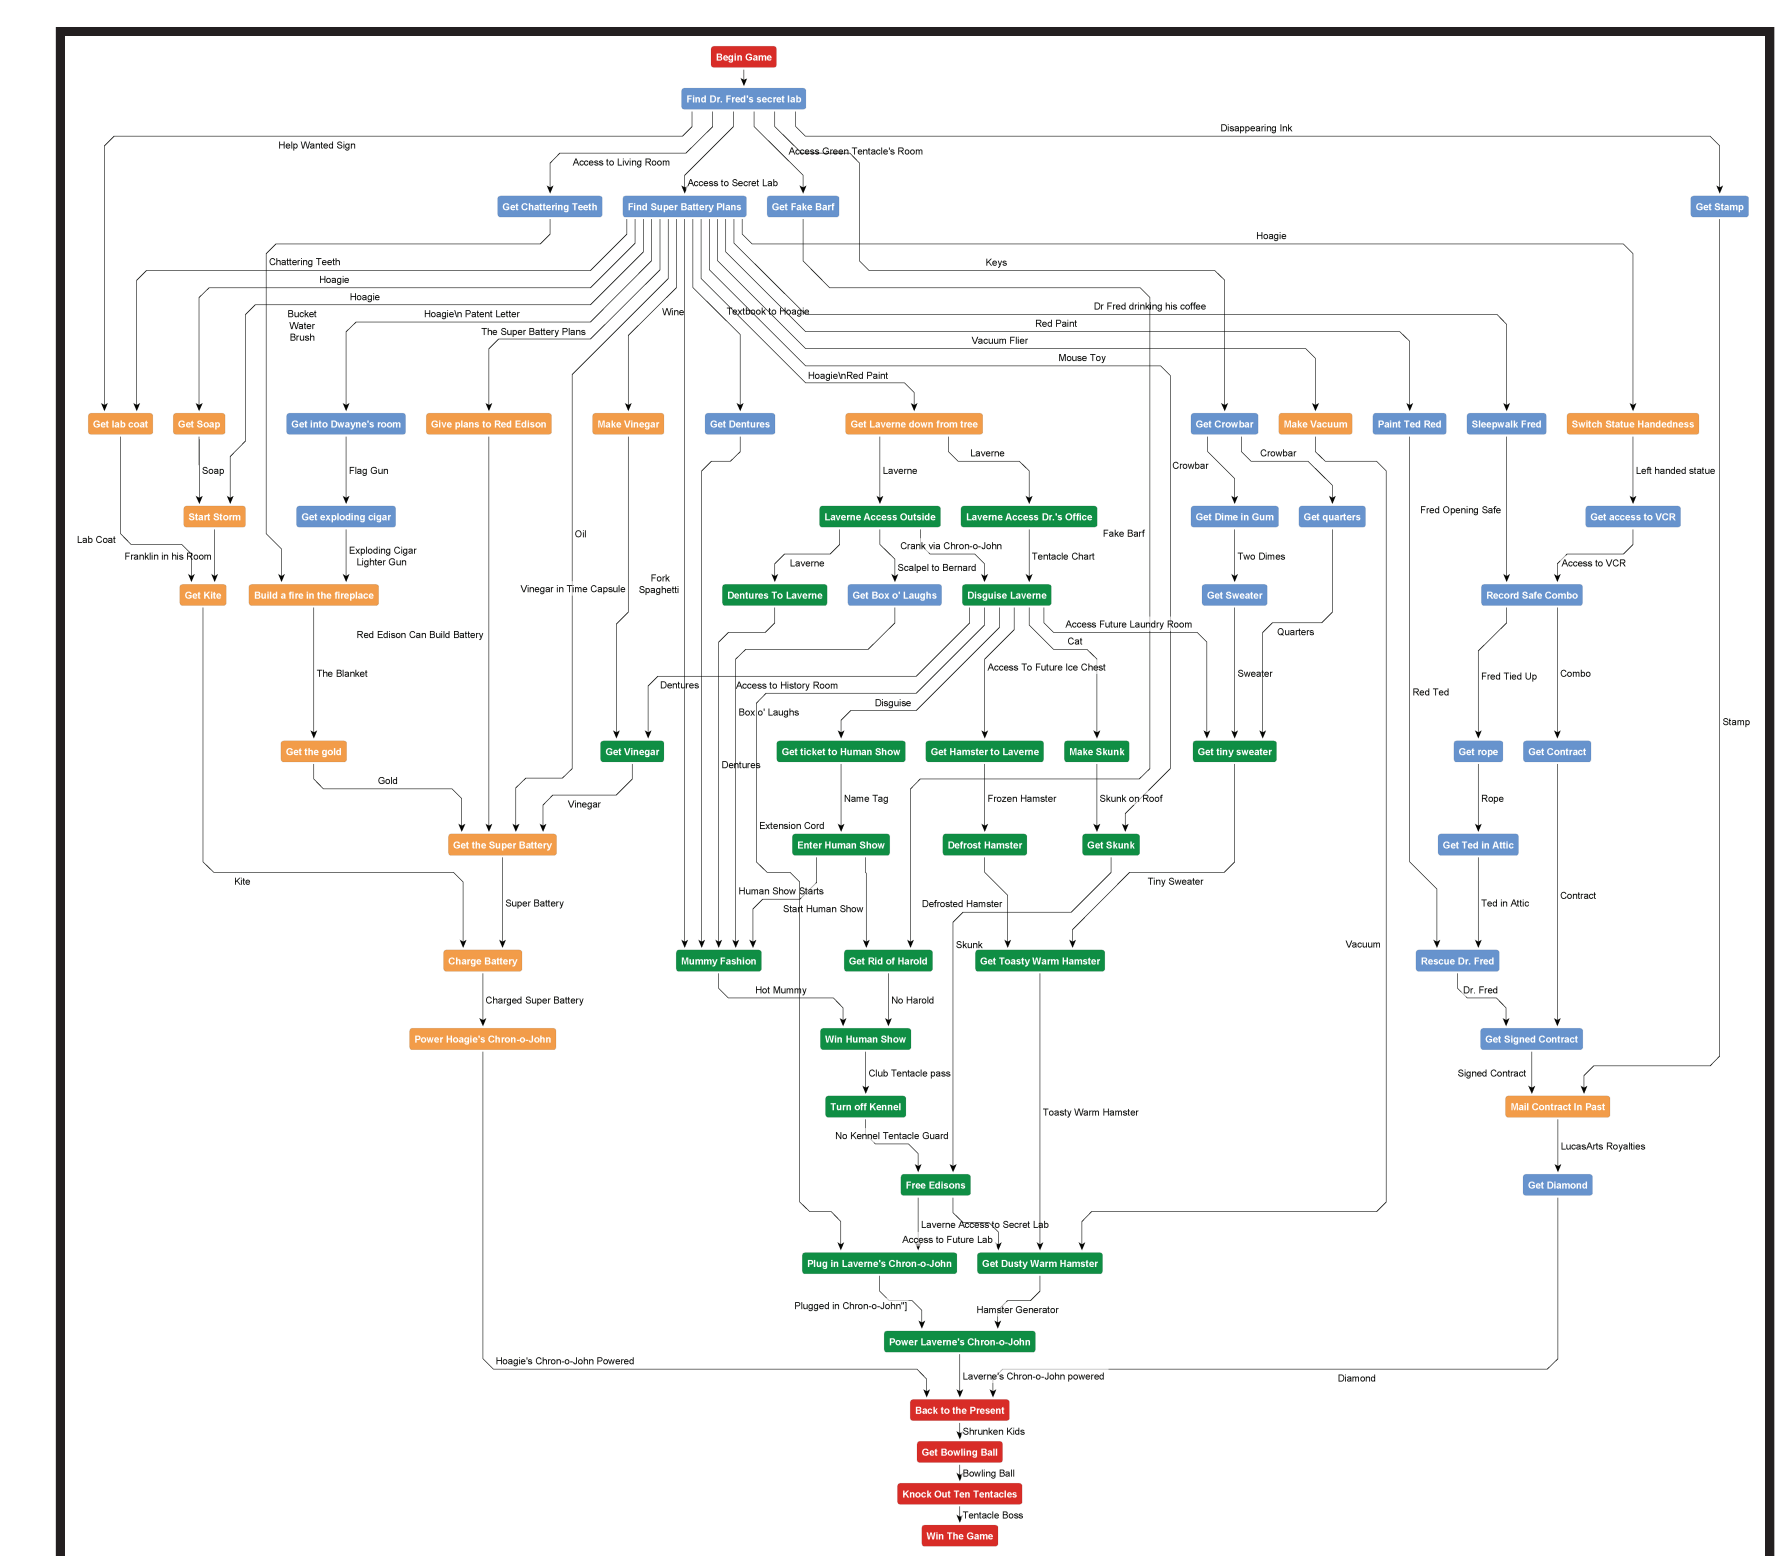 Begin Game
Find Dr. Fred's secret lab
Disappearing Ink
Help Wanted Sign
Access Green Tentacle's Room
Access to Living Room
Access to Secret Lab
Get Chattering Teeth
Find Super Battery Plans
Get Fake Barf
Get Stamp
Hoagie
Chattering Teeth
Keys
Hoagie
Hoagie
Dr Fred drinking his coffee
Bucket
Water
Brush
Hoagie\n Patent Letter
Wine
Textbook to Hoagie
Red Paint
The Super Battery Plans
Vacuum Flier
Mouse Toy
Hoagie\nRed Paint
Get lab coat
Get Soap
Get into Dwayne's room
Give plans to Red Edison
Make Vinegar
Get Dentures
Get Laverne down from tree
Get Crowbar
Make Vacuum
Paint Ted Red
Sleepwalk Fred
Switch Statue Handedness
Laverne
Crowbar
Soap
Flag Gun
Laverne
Crowbar
Left handed statue
Fred Opening Safe
Start Storm
Get exploding cigar
Laverne Access Outside
Laverne Access Dr.'s Office
Get Dime in Gum
Get quarters
Get access to VCR
Lab Coat
Oil
Fake Barf
Crank via Chron-o-John
Franklin in his Room
Exploding Cigar
Lighter Gun
Laverne
Scalpel to Bernard
Tentacle Chart
Two Dimes
Access to VCR
Fork
Spaghetti
Vinegar in Time Capsule
Get Kite
Build a fire in the fireplace
Dentures To Laverne
Get Box o' Laughs
Disguise Laverne
Get Sweater
Record Safe Combo
Access Future Laundry Room
Quarters
Red Edison Can Build Battery
Cat
Access To Future Ice Chest
The Blanket
Sweater
Fred Tied Up
Combo
Dentures
Access to History Room
Red Ted
Disguise
Box o' Laughs
Stamp
Get the gold
Get Vinegar
Get ticket to Human Show
Get Hamster to Laverne
Make Skunk
Get tiny sweater
Get rope
Get Contract
Dentures
Gold
Vinegar
Name Tag
Frozen Hamster
Skunk on Roof
Rope
Extension Cord
Get the Super Battery
Enter Human Show
Defrost Hamster
Get Skunk
Get Ted in Attic
Kite
Tiny Sweater
Human Show Starts
Super Battery
Start Human Show
Defrosted Hamster
Ted in Attic
Contract
Skunk
Vacuum
Charge Battery
Mummy Fashion
Get Rid of Harold
Get Toasty Warm Hamster
Rescue Dr. Fred
Hot Mummy
Dr. Fred
Charged Super Battery
No Harold
Power Hoagie's Chron-o-John
Win Human Show
Get Signed Contract
Club Tentacle pass
Signed Contract
Turn off Kennel
Mail Contract In Past
Toasty Warm Hamster
No Kennel Tentacle Guard
LucasArts Royalties
Free Edisons
Get Diamond
Laverne Access to Secret Lab
Access to Future Lab
Plug in Laverne's Chron-o-John
Get Dusty Warm Hamster
Plugged in Chron-o-John"]
Hamster Generator
Power Laverne's Chron-o-John
Hoagie's Chron-o-John Powered
Laverne's Chron-o-John powered
Diamond
Back to the Present
Shrunken Kids
Get Bowling Ball
Bowling Ball
Knock Out Ten Tentacles
Tentacle Boss
Win The Game